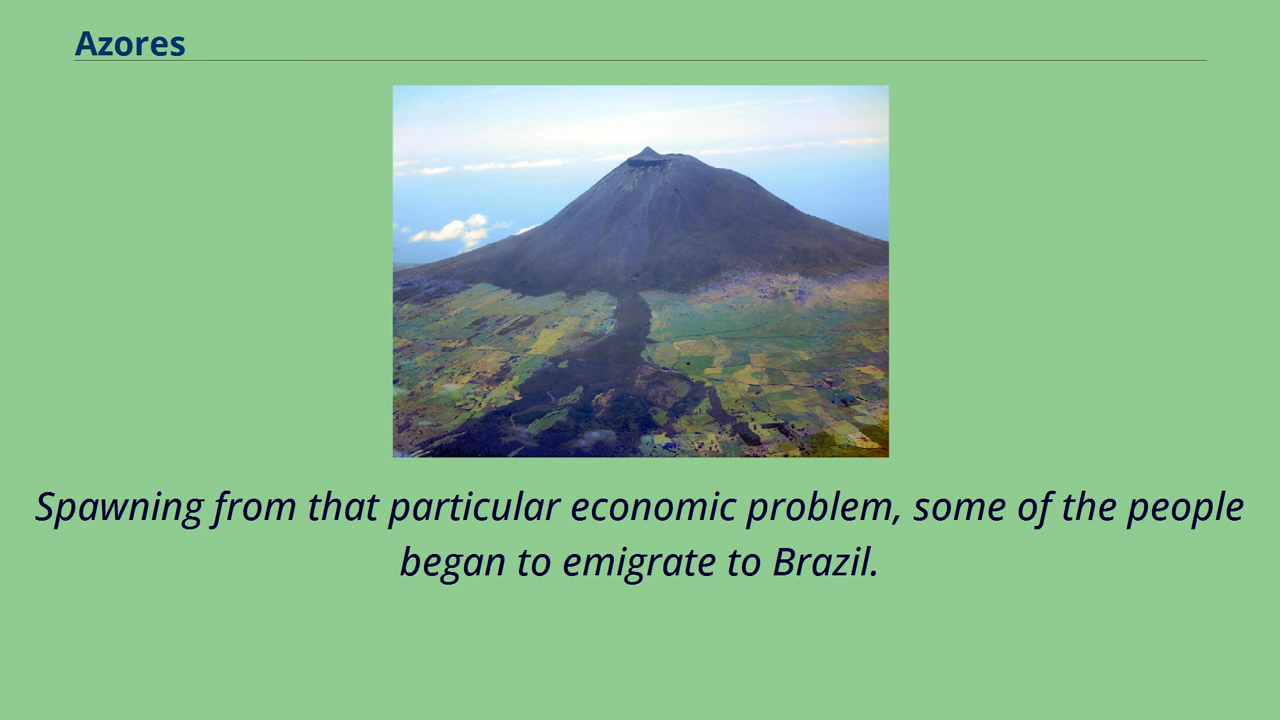 Azores
Spawning from that particular economic problem, some of the people
began to emigrate to Brazil.